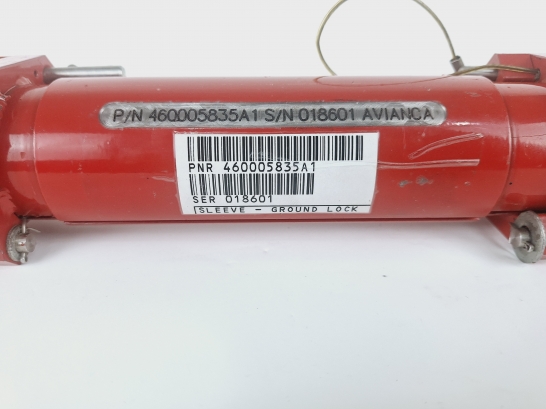 P/N 460005835A1 S/N 018601 AVIANCA
PNR 460005835A1
SER 018601
SLEEVE - GROUND LOCK